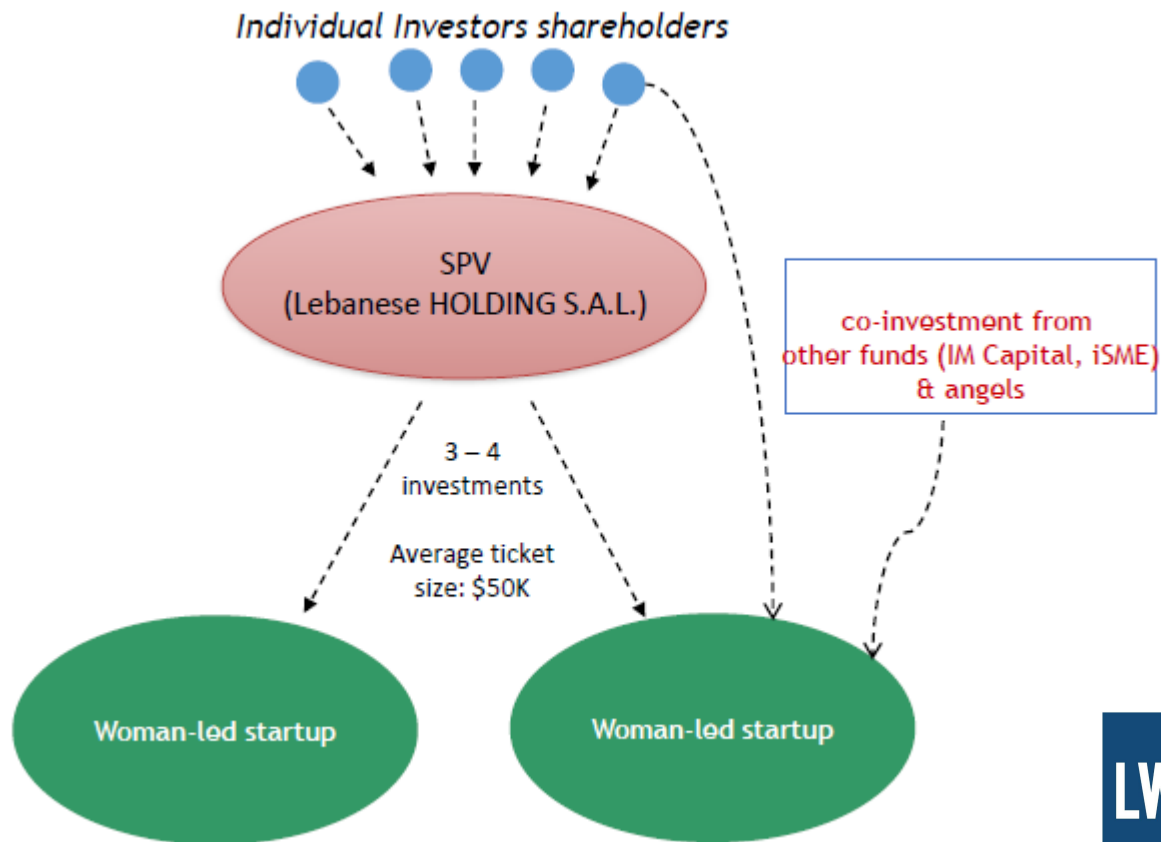 Individual Investors shareholders
SPV
(Lebanese HOLDING S.A.L.)
co-investment from
other funds (IM Capital, iSME)
& angels
3 – 4
investments
Average ticket
size: $50K
Woman-led startup
Woman-led startup